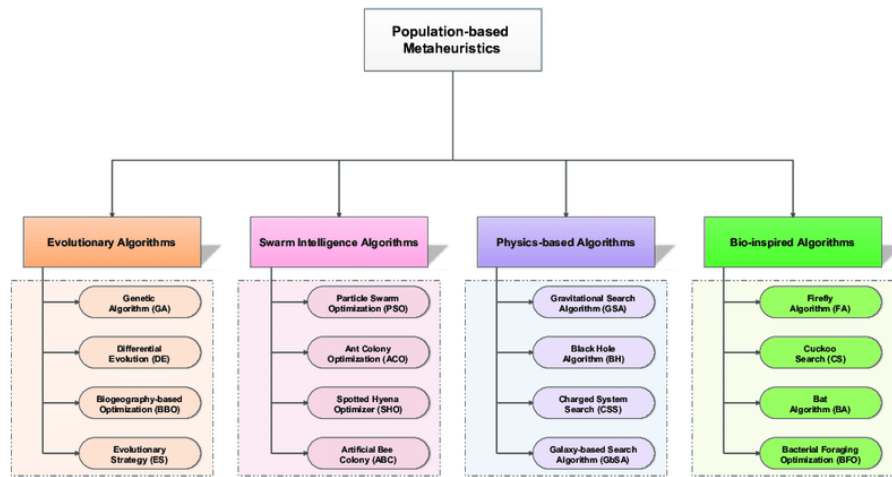 Population-based
Metaheuristics
Evolutionary Algorithms
Swarm Intelligence Algorithms
Physics-based Algorithms
Bio-inspired Algorithms
Genetic
Algorithm (GA)
Differential
Evolution (DE)
Biogeography-based
Optimization (BBO)
Evolutionary
Strategy (ES)
Particle Swarm
Optimization (PSO)
Ant Colony
Optimization (ACO)
Spotted Hyena
Optimizer (SHO)
Artificial Bee
Colony (ABC)
Gravitational Search
Algorithm (GSA)
Black Hole
Algorithm (BH)
Charged System
Search (CSS)
Galaxy-based Search
Algorithm (GbSA)
Firefly
Algorithm (FA)
Cuckoo
Search (CS)
Bat
Algorithm (BA)
Bacterial Foraging
Optimization (BFO)